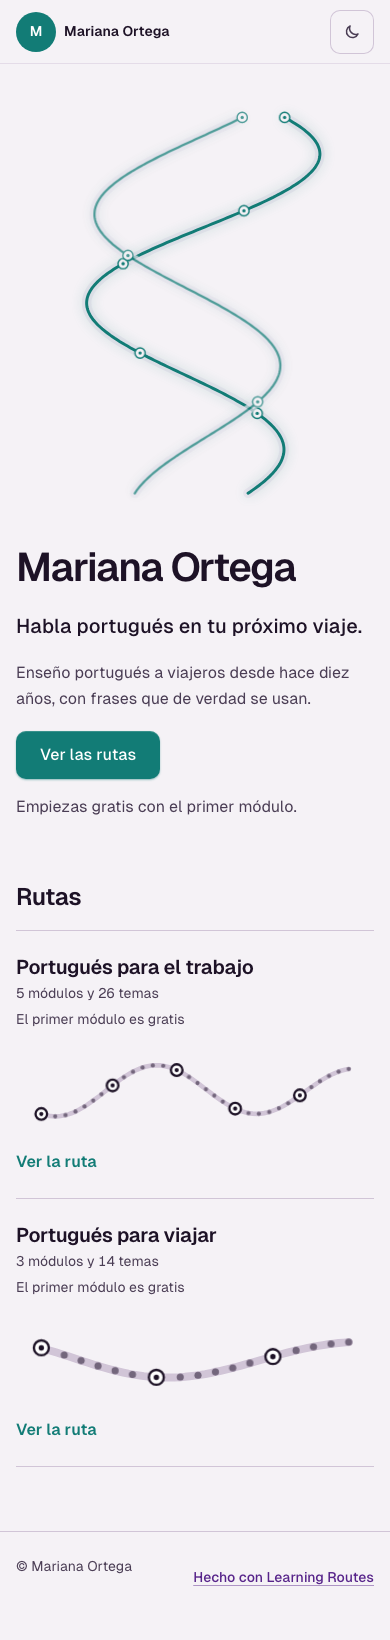 M
Mariana Ortega
Mariana Ortega
Habla portugués en tu próximo viaje.
Enseño portugués a viajeros desde hace diez
años, con frases que de verdad se usan.
Ver las rutas
Empiezas gratis con el primer módulo.
Rutas
Portugués para el trabajo
5 módulos y 26 temas
El primer módulo es gratis
Ver la ruta
Portugués para viajar
3 módulos y 14 temas
El primer módulo es gratis
Ver la ruta
© Mariana Ortega
Hecho con Learning Routes